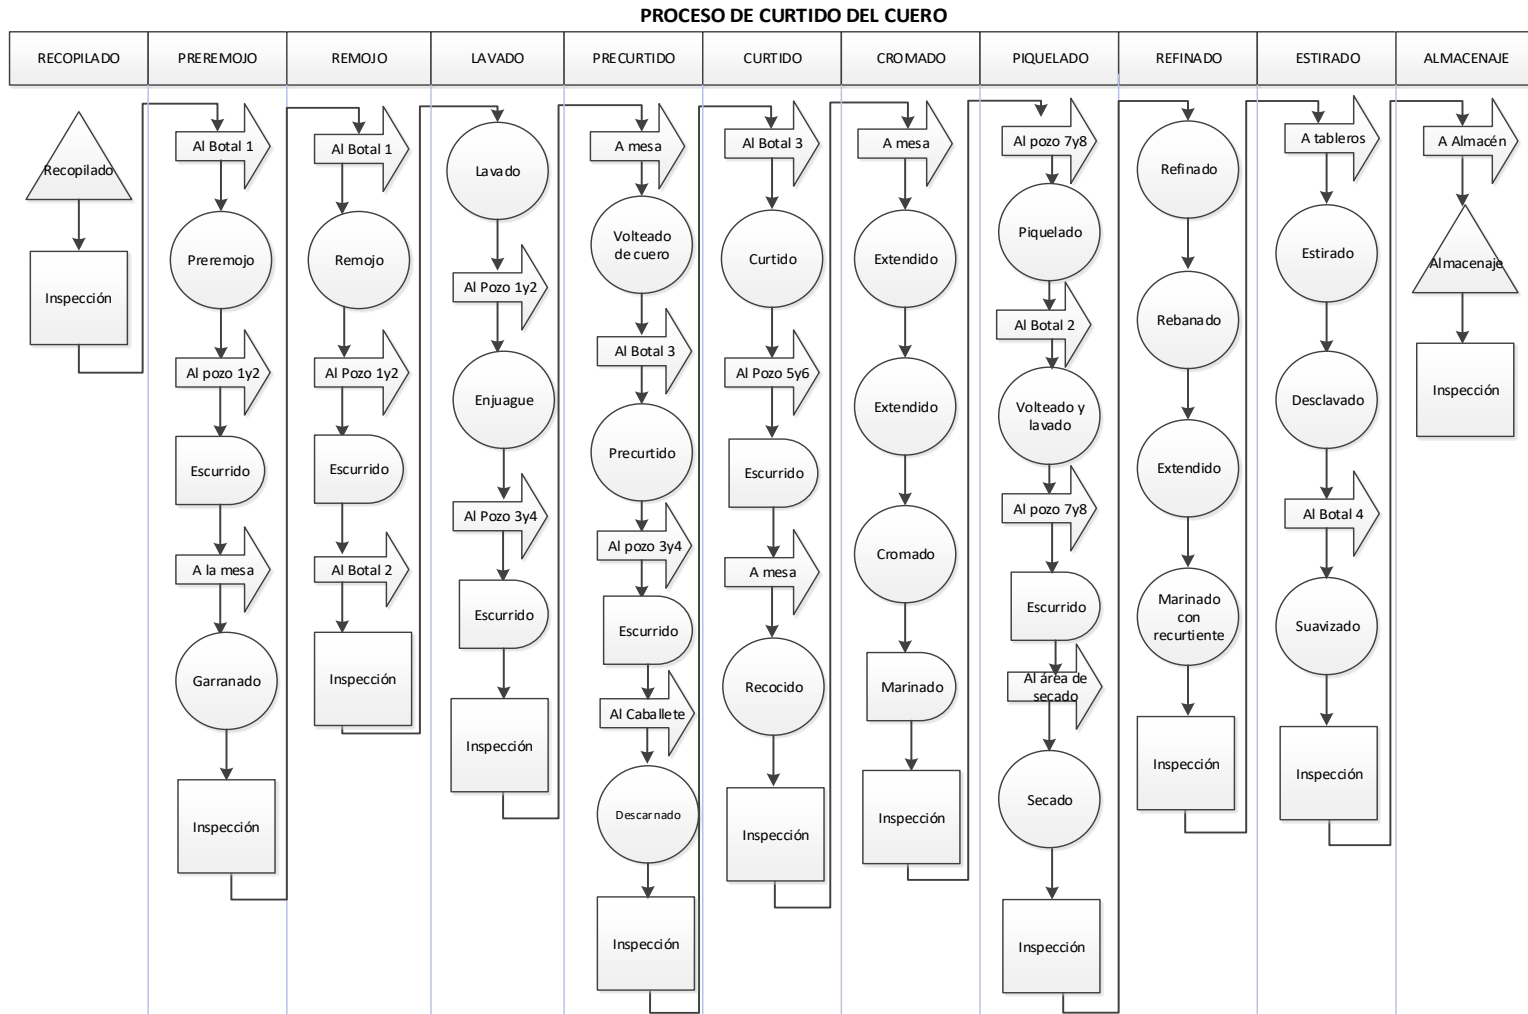 PROCESO DE CURTIDO DEL CUERO
RECOPILADO
PREREMOJO
REMOJO
LAVADO
PRECURTIDO
CURTIDO
CROMADO
PIQUELADO
REFINADO
ESTIRADO
ALMACENAJE
Recopilado
Inspección
Al Botal 1
Preremojo
Al pozo 1y2
Escurrido
A la mesa
Garranado
Inspección
Al Botal 1
Remojo
Al Pozo 1y2
Escurrido
Al Botal 2
Inspección
Lavado
Al Pozo 1y2
Enjuague
Al Pozo 3y4
Escurrido
Inspección
A mesa
Volteado
de cuero
Al Botal 3
Precurtido
Al pozo 3y4
Escurrido
Al Caballete
Descarnado
Inspección
Al Botal 3
Curtido
Al Pozo 5y6
Escurrido
A mesa
Recocido
Inspección
A mesa
Extendido
Extendido
Cromado
Marinado
Inspección
Al pozo 7y8
Piquelado
Al Botal 2
Volteado y
lavado
Al pozo 7y8
Escurrido
Al área de
secado
Secado
Inspección
Refinado
Rebanado
Extendido
Marinado
con
recurtiente
Inspección
A tableros
Estirado
Desclavado
Al Botal 4
Suavizado
Inspección
A Almacén
Almacenaje
Inspección